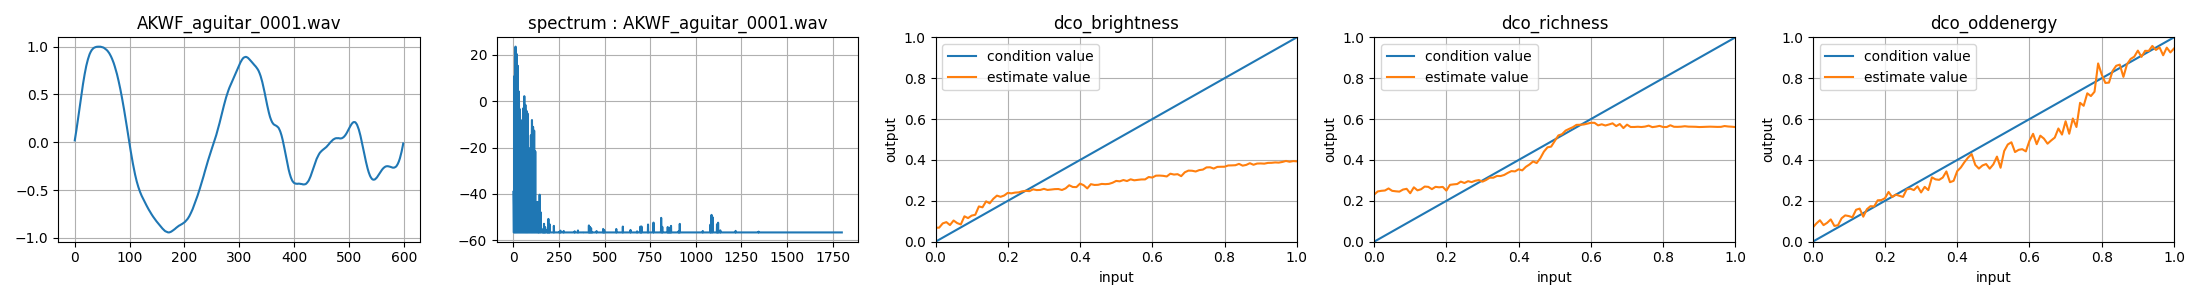 AKWF_aguitar_0001.wav
1.0
0.5
0.0
−0.5
−1.0
0 100 200 300 400 500 600
spectrum : AKWF_aguitar_0001.wav
20
0
−20
−40
−60
0 250 500 750 1000 1250 1500 1750
dco_brightness
condition value
estimate value
output
1.0
0.8
0.6
0.4
0.2
0.0
0.0 0.2 0.4 0.6 0.8 1.0
input
dco_richness
condition value
estimate value
output
1.0
0.8
0.6
0.4
0.2
0.0
0.0 0.2 0.4 0.6 0.8 1.0
input
dco_oddenergy
condition value
estimate value
output
1.0
0.8
0.6
0.4
0.2
0.0
0.0 0.2 0.4 0.6 0.8 1.0
input